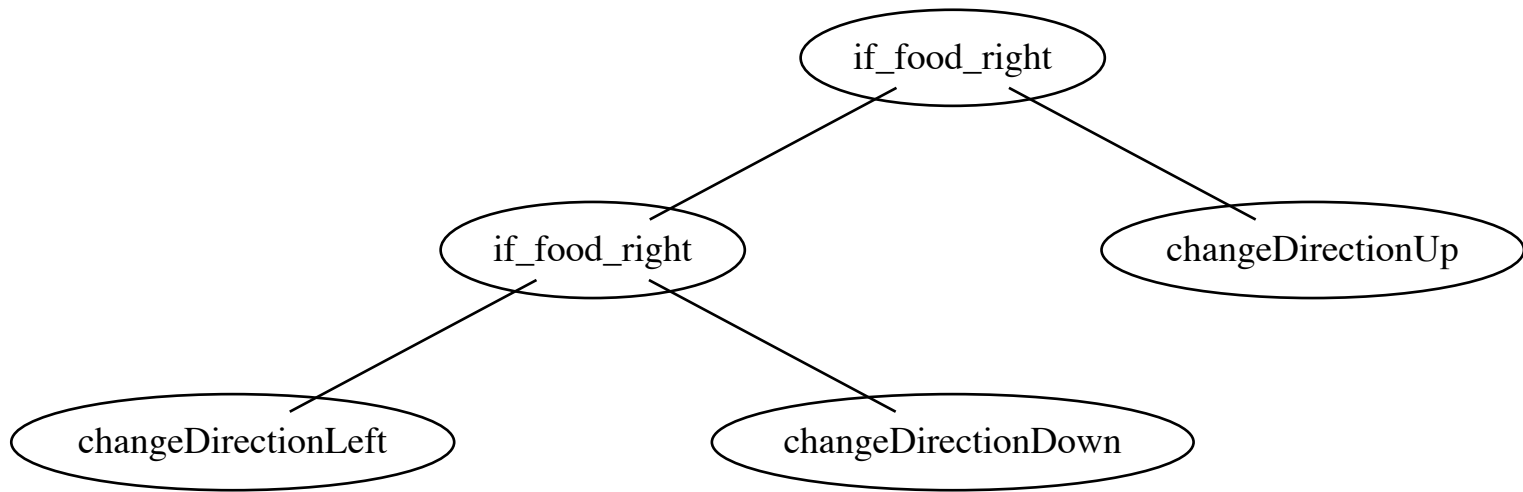 if_food_right
if_food_right
changeDirectionUp
changeDirectionLeft
changeDirectionDown